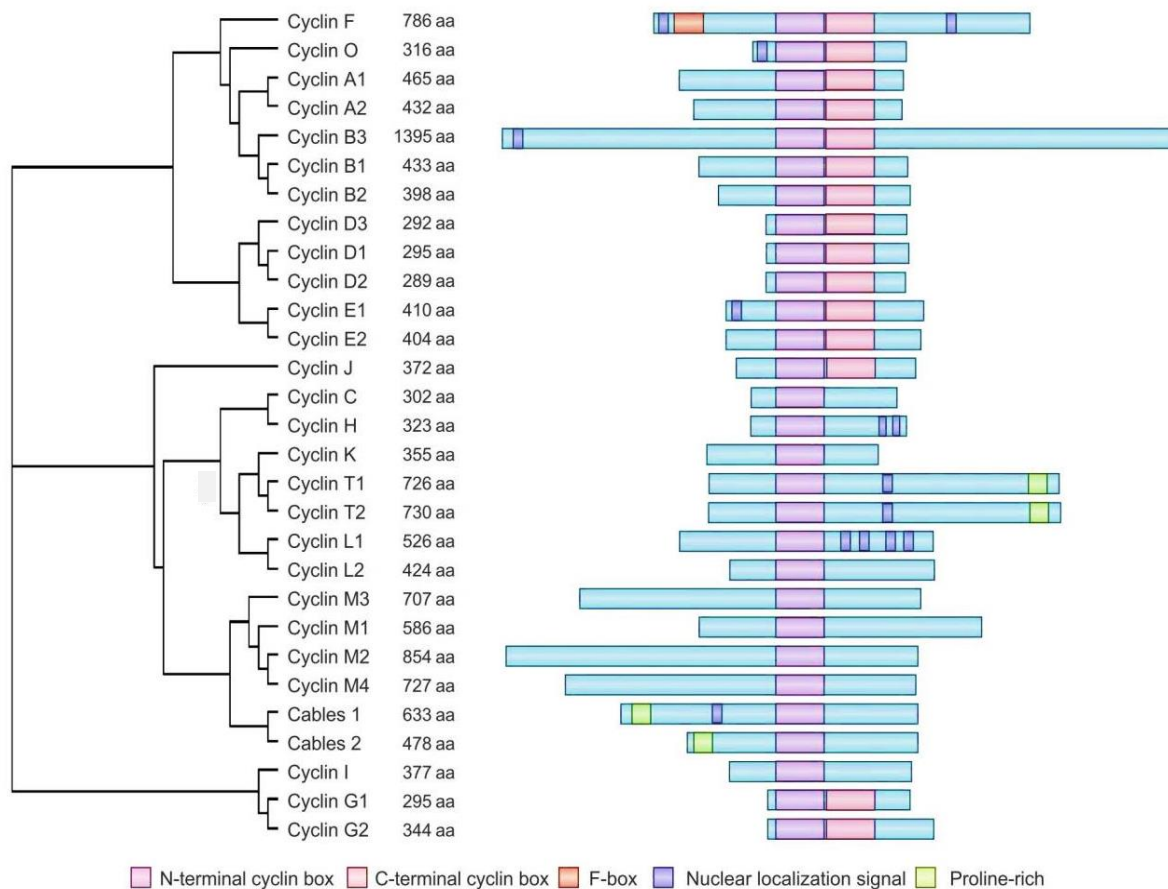 Cyclin F 786 aa
Cyclin O 316 aa
Cyclin A1 465 aa
Cyclin A2 432 aa
Cyclin B3 1395 aa
Cyclin B1 433 aa
Cyclin B2 398 aa
Cyclin D3 292 aa
Cyclin D1 295 aa
Cyclin D2 289 aa
Cyclin E1 410 aa
Cyclin E2 404 aa
Cyclin J 372 aa
Cyclin C 302 aa
Cyclin H 323 aa
Cyclin K 355 aa
Cyclin T1 726 aa
Cyclin T2 730 aa
Cyclin L1 526 aa
Cyclin L2 424 aa
Cyclin M3 707 aa
Cyclin M1 586 aa
Cyclin M2 854 aa
Cyclin M4 727 aa
Cables 1 633 aa
Cables 2 478 aa
Cyclin I 377 aa
Cyclin G1 295 aa
Cyclin G2 344 aa
N-terminal cyclin box C-terminal cyclin box F-box Nuclear localization signal Proline-rich